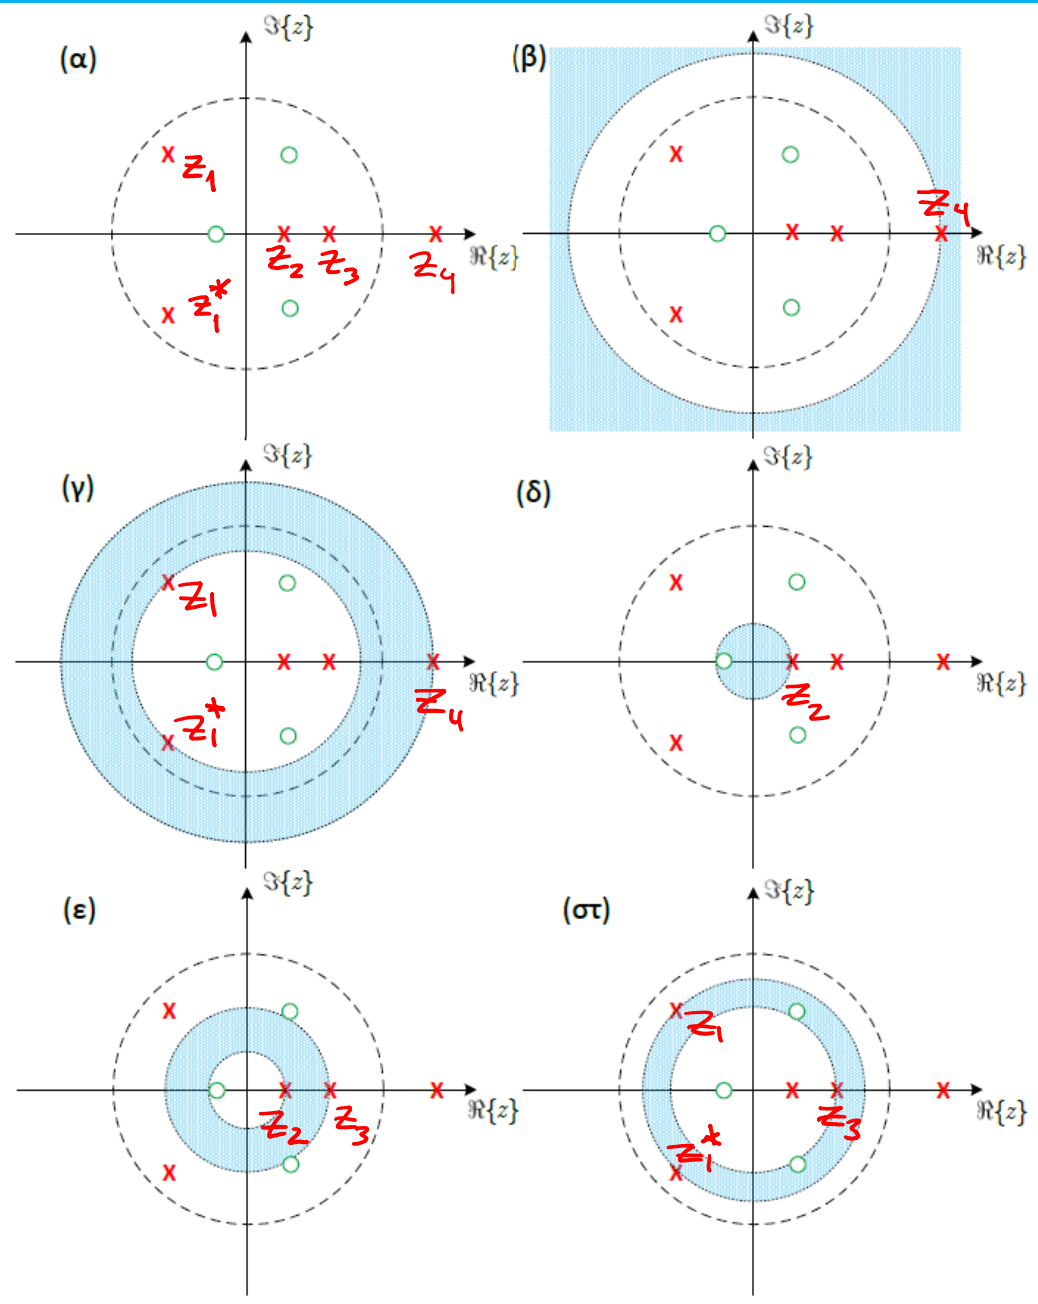 (α)
ℑ{z}
z₁
z₂
z₃
z₄
ℜ{z}
z₁*
(β)
ℑ{z}
z₄
ℜ{z}
(γ)
ℑ{z}
z₁
ℜ{z}
z₄
z₁*
(δ)
ℑ{z}
ℜ{z}
z₂
(ε)
ℑ{z}
ℜ{z}
z₂
z₃
(στ)
ℑ{z}
z₁
ℜ{z}
z₃
z₁*